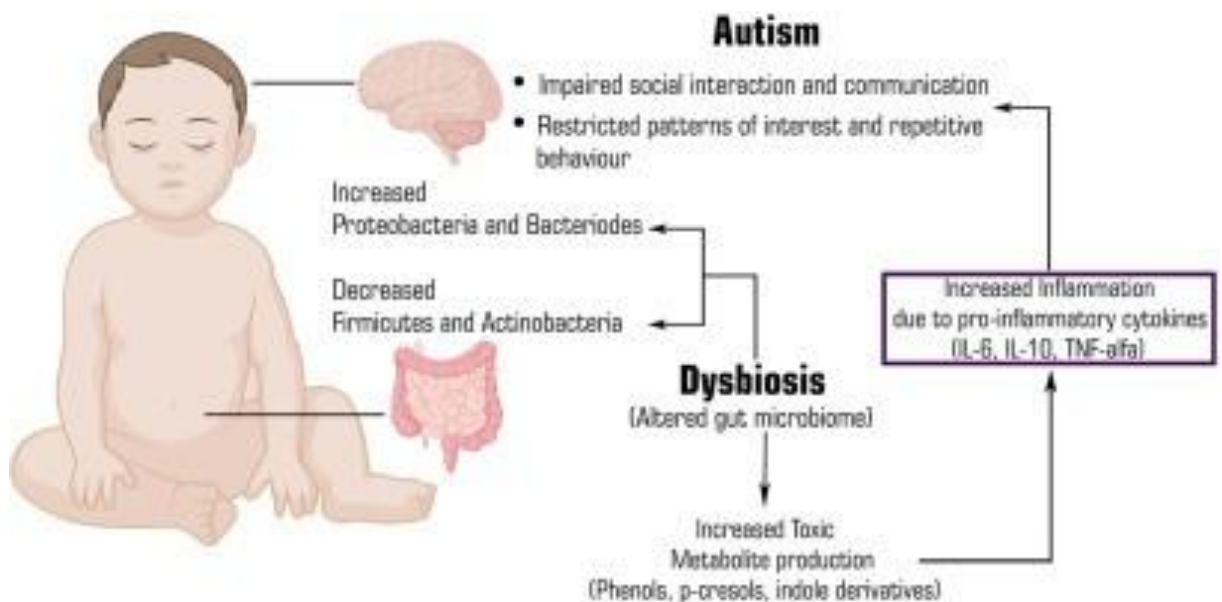 Autism
• Impaired social interaction and communication
• Restricted patterns of interest and repetitive
behaviour
Increased
Proteobacteria and Bacteriodes
Decreased
Firmicutes and Actinobacteria
Increased Inflammation
due to pro-inflammatory cytokines
(IL-6, IL-10, TNF-alfa)
Dysbiosis
(Altered gut microbiome)
Increased Toxic
Metabolite production
(Phenols, p-cresols, indole derivatives)